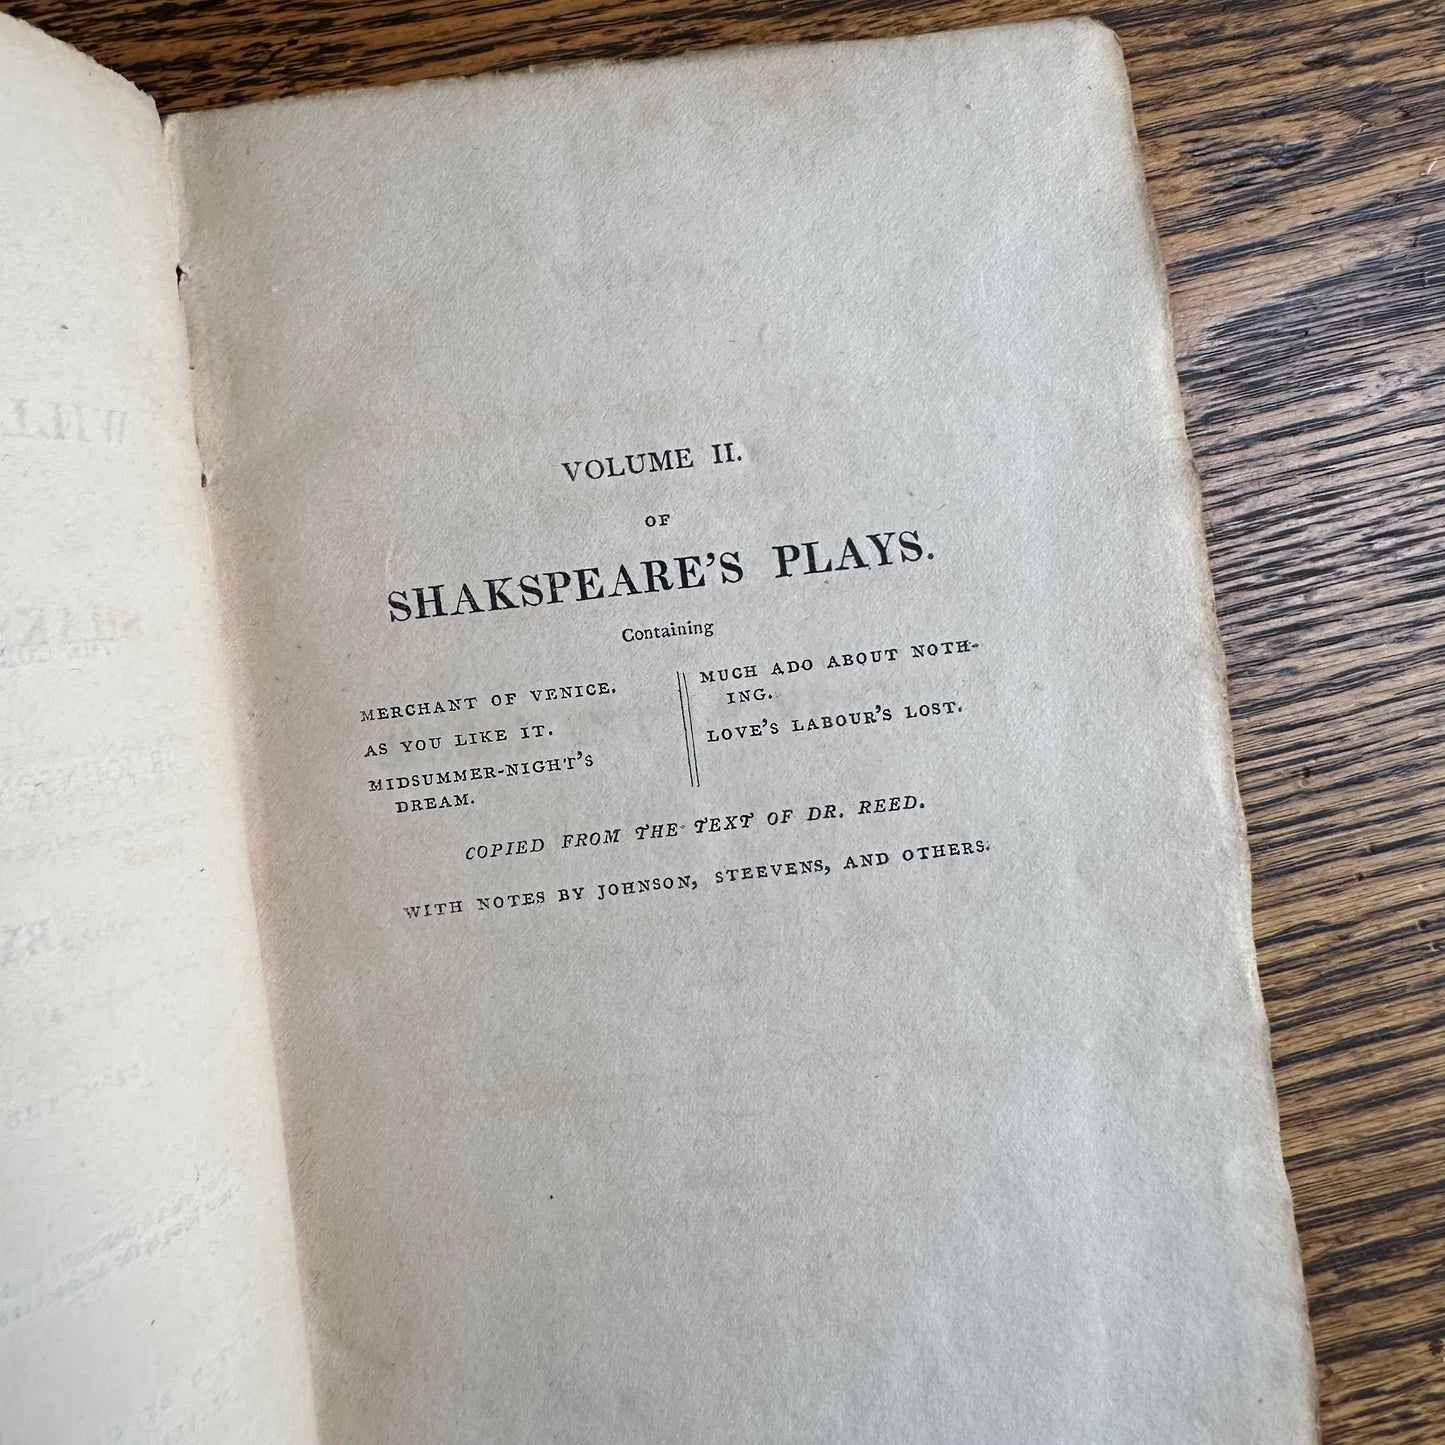 VOLUME II.
OF
SHAKSPEARE'S PLAYS.
Containing
MERCHANT OF VENICE.
AS YOU LIKE IT.
MIDSUMMER-NIGHT'S
DREAM.
MUCH ADO ABOUT NOTH-
ING.
LOVE'S LABOUR'S LOST.
COPIED FROM THE TEXT OF DR. REED.
WITH NOTES BY JOHNSON, STEEVENS, AND OTHERS.